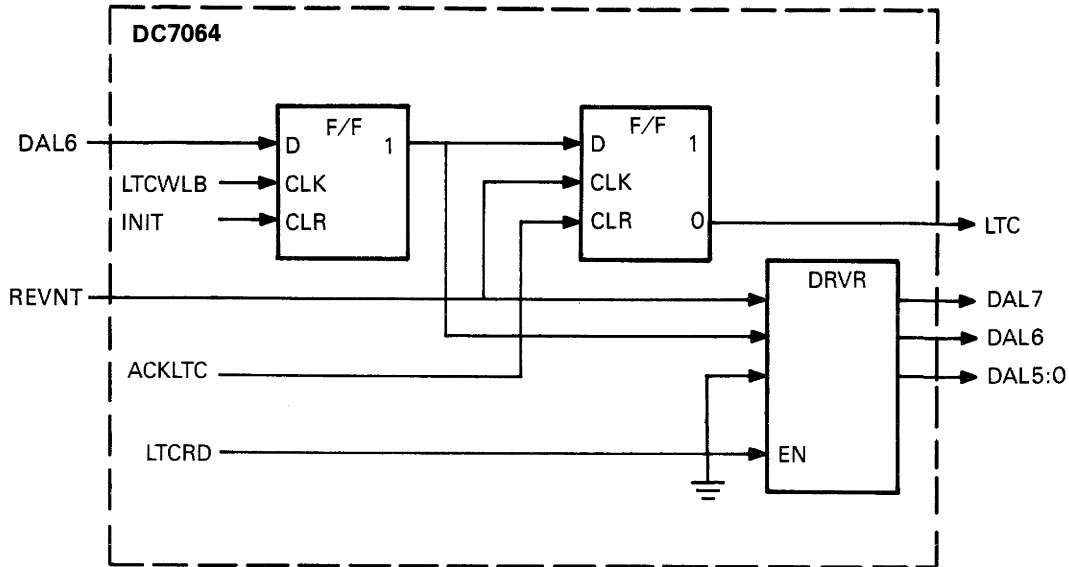 DC7064
F/F F/F
DAL6 D 1 D 1
LTCWLB CLK CLK
INIT CLR CLR 0 LTC
DRVR
REVNT DAL7
DAL6
ACKLTC DAL5:0
LTCRD EN